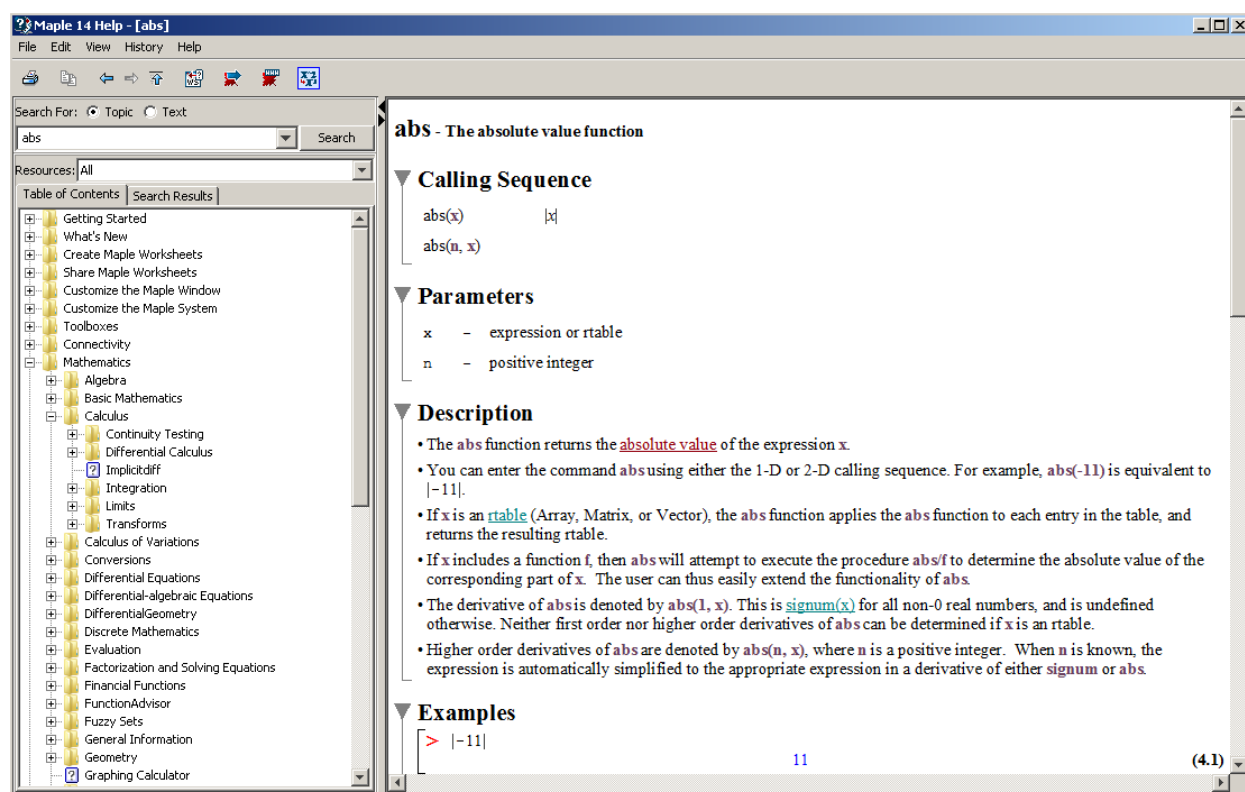 Maple 14 Help - [abs]
File Edit View History Help
Search For: Topic Text
abs Search
Resources: All
Table of Contents Search Results
Getting Started
What's New
Create Maple Worksheets
Share Maple Worksheets
Customize the Maple Window
Customize the Maple System
Toolboxes
Connectivity
Mathematics
Algebra
Basic Mathematics
Calculus
Continuity Testing
Differential Calculus
Implicitdiff
Integration
Limits
Transforms
Calculus of Variations
Conversions
Differential Equations
Differential-algebraic Equations
DifferentialGeometry
Discrete Mathematics
Evaluation
Factorization and Solving Equations
Financial Functions
FunctionAdvisor
Fuzzy Sets
General Information
Geometry
Graphing Calculator
abs - The absolute value function
Calling Sequence
abs(x) |x|
abs(n, x)
Parameters
x – expression or rtable
n – positive integer
Description
• The abs function returns the absolute value of the expression x.
• You can enter the command abs using either the 1-D or 2-D calling sequence. For example, abs(-11) is equivalent to
|-11|.
• If x is an rtable (Array, Matrix, or Vector), the abs function applies the abs function to each entry in the table, and
returns the resulting rtable.
• If x includes a function f, then abs will attempt to execute the procedure abs/f to determine the absolute value of the
corresponding part of x. The user can thus easily extend the functionality of abs.
• The derivative of abs is denoted by abs(1, x). This is signum(x) for all non-0 real numbers, and is undefined
otherwise. Neither first order nor higher order derivatives of abs can be determined if x is an rtable.
• Higher order derivatives of abs are denoted by abs(n, x), where n is a positive integer. When n is known, the
expression is automatically simplified to the appropriate expression in a derivative of either signum or abs.
Examples
> |-11|
11 (4.1)